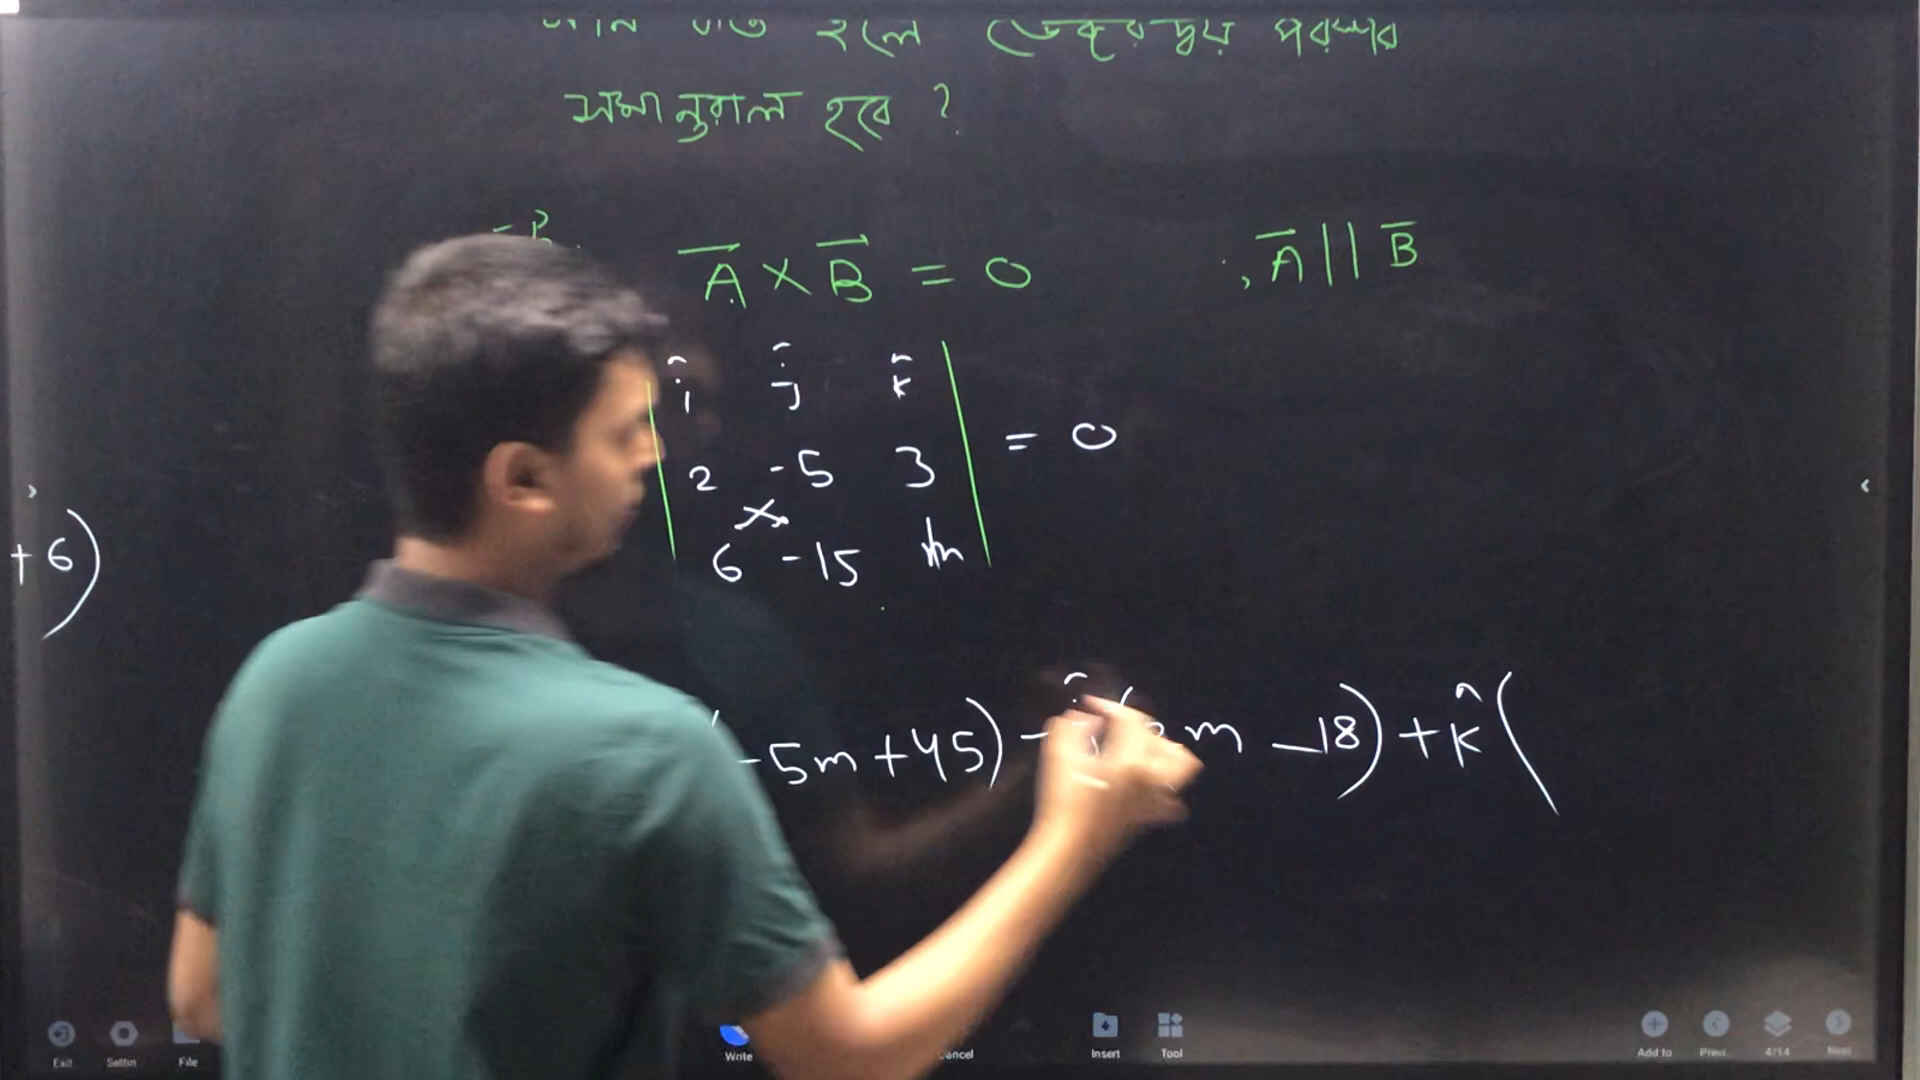 হলে ভেক্টরদ্বয় পরস্পর
সমান্তরাল হবে ?
A × B = 0 ∴ A || B
î ĵ k̂
2 -5 3 = 0
6 -15 m
+ 6)
-5m + 45) - ĵ(2m - 18) + k̂(
Exit Settin File Write Insert Tool Add to Prev. 4/14 Next